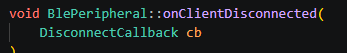 void BlePeripheral::onClientDisconnected(
    DisconnectCallback cb
)